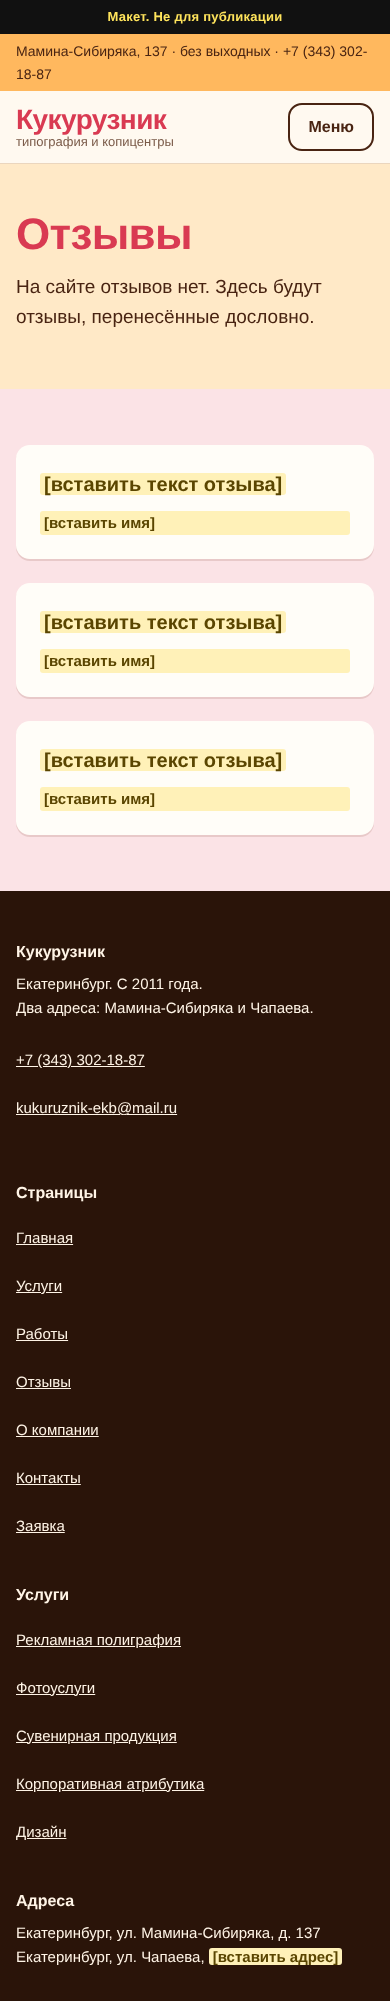 Макет. Не для публикации
Мамина-Сибиряка, 137 · без выходных · +7 (343) 302-
18-87
Кукурузник
типография и копицентры
Меню
Отзывы
На сайте отзывов нет. Здесь будут
отзывы, перенесённые дословно.
[вставить текст отзыва]
[вставить имя]
[вставить текст отзыва]
[вставить имя]
[вставить текст отзыва]
[вставить имя]
Кукурузник
Екатеринбург. С 2011 года.
Два адреса: Мамина-Сибиряка и Чапаева.
+7 (343) 302-18-87
kukuruznik-ekb@mail.ru
Страницы
Главная
Услуги
Работы
Отзывы
О компании
Контакты
Заявка
Услуги
Рекламная полиграфия
Фотоуслуги
Сувенирная продукция
Корпоративная атрибутика
Дизайн
Адреса
Екатеринбург, ул. Мамина-Сибиряка, д. 137
Екатеринбург, ул. Чапаева, [вставить адрес]